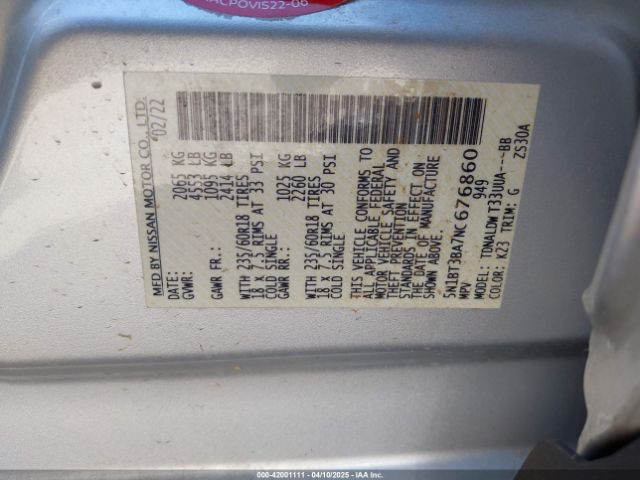 ACPOVIS22-06
MFD BY NISSAN MOTOR CO., LTD.
DATE: 02/22
GVWR: 2065 KG
4553 LB
GAWR FR.: 1095 KG
2414 LB
WITH 235/60R18 TIRES
18 X 7.5 RIMS AT 33 PSI
COLD SINGLE
GAWR RR.: 1025 KG
2260 LB
WITH 235/60R18 TIRES
18 X 7.5 RIMS AT 30 PSI
COLD SINGLE
THIS VEHICLE CONFORMS TO
ALL APPLICABLE FEDERAL
MOTOR VEHICLE SAFETY AND
THEFT PREVENTION
STANDARDS IN EFFECT ON
THE DATE OF MANUFACTURE
SHOWN ABOVE.
5N1BT3BA7NC676860
MPV 949
MODEL: TDNALDWT33UUA---BB
COLOR: K23 TRIM: G ZS30A
000-42001111 - 04/10/2025 - IAAI